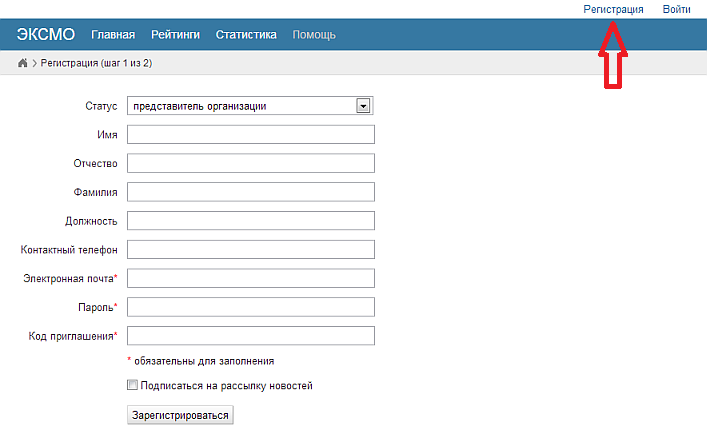 Регистрация Войти
ЭКСМО Главная Рейтинги Статистика Помощь
Регистрация (шаг 1 из 2)
Статус представитель организации
Имя
Отчество
Фамилия
Должность
Контактный телефон
Электронная почта*
Пароль*
Код приглашения*
* обязательны для заполнения
Подписаться на рассылку новостей
Зарегистрироваться